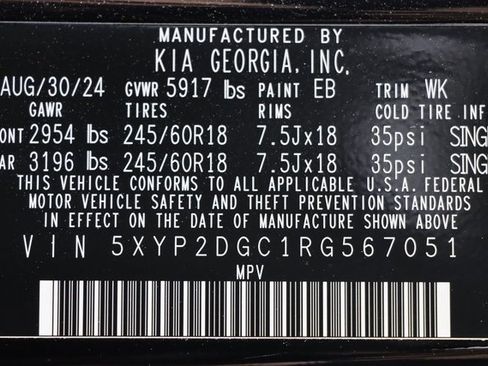 MANUFACTURED BY
KIA GEORGIA, INC.
AUG/30/24 GVWR 5917 lbs PAINT EB TRIM WK
GAWR TIRES RIMS COLD TIRE INF
ONT 2954 lbs 245/60R18 7.5Jx18 35psi SING
AR 3196 lbs 245/60R18 7.5Jx18 35psi SING
THIS VEHICLE CONFORMS TO ALL APPLICABLE U.S.A. FEDERAL
MOTOR VEHICLE SAFETY AND THEFT PREVENTION STANDARDS
IN EFFECT ON THE DATE OF MANUFACTURE SHOWN ABOVE
VIN 5XYP2DGC1RG567051
MPV